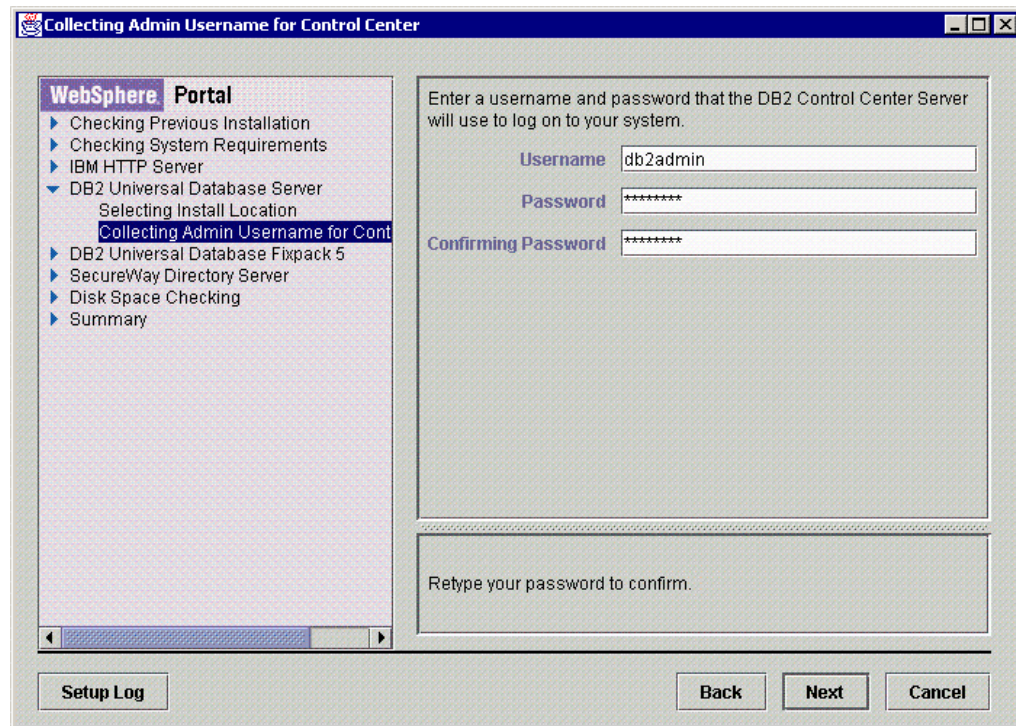 Collecting Admin Username for Control Center
WebSphere Portal
Checking Previous Installation
Checking System Requirements
IBM HTTP Server
DB2 Universal Database Server
Selecting Install Location
Collecting Admin Username for Cont
DB2 Universal Database Fixpack 5
SecureWay Directory Server
Disk Space Checking
Summary
Enter a username and password that the DB2 Control Center Server
will use to log on to your system.
Username db2admin
Password ********
Confirming Password ********
Retype your password to confirm.
Setup Log
Back
Next
Cancel